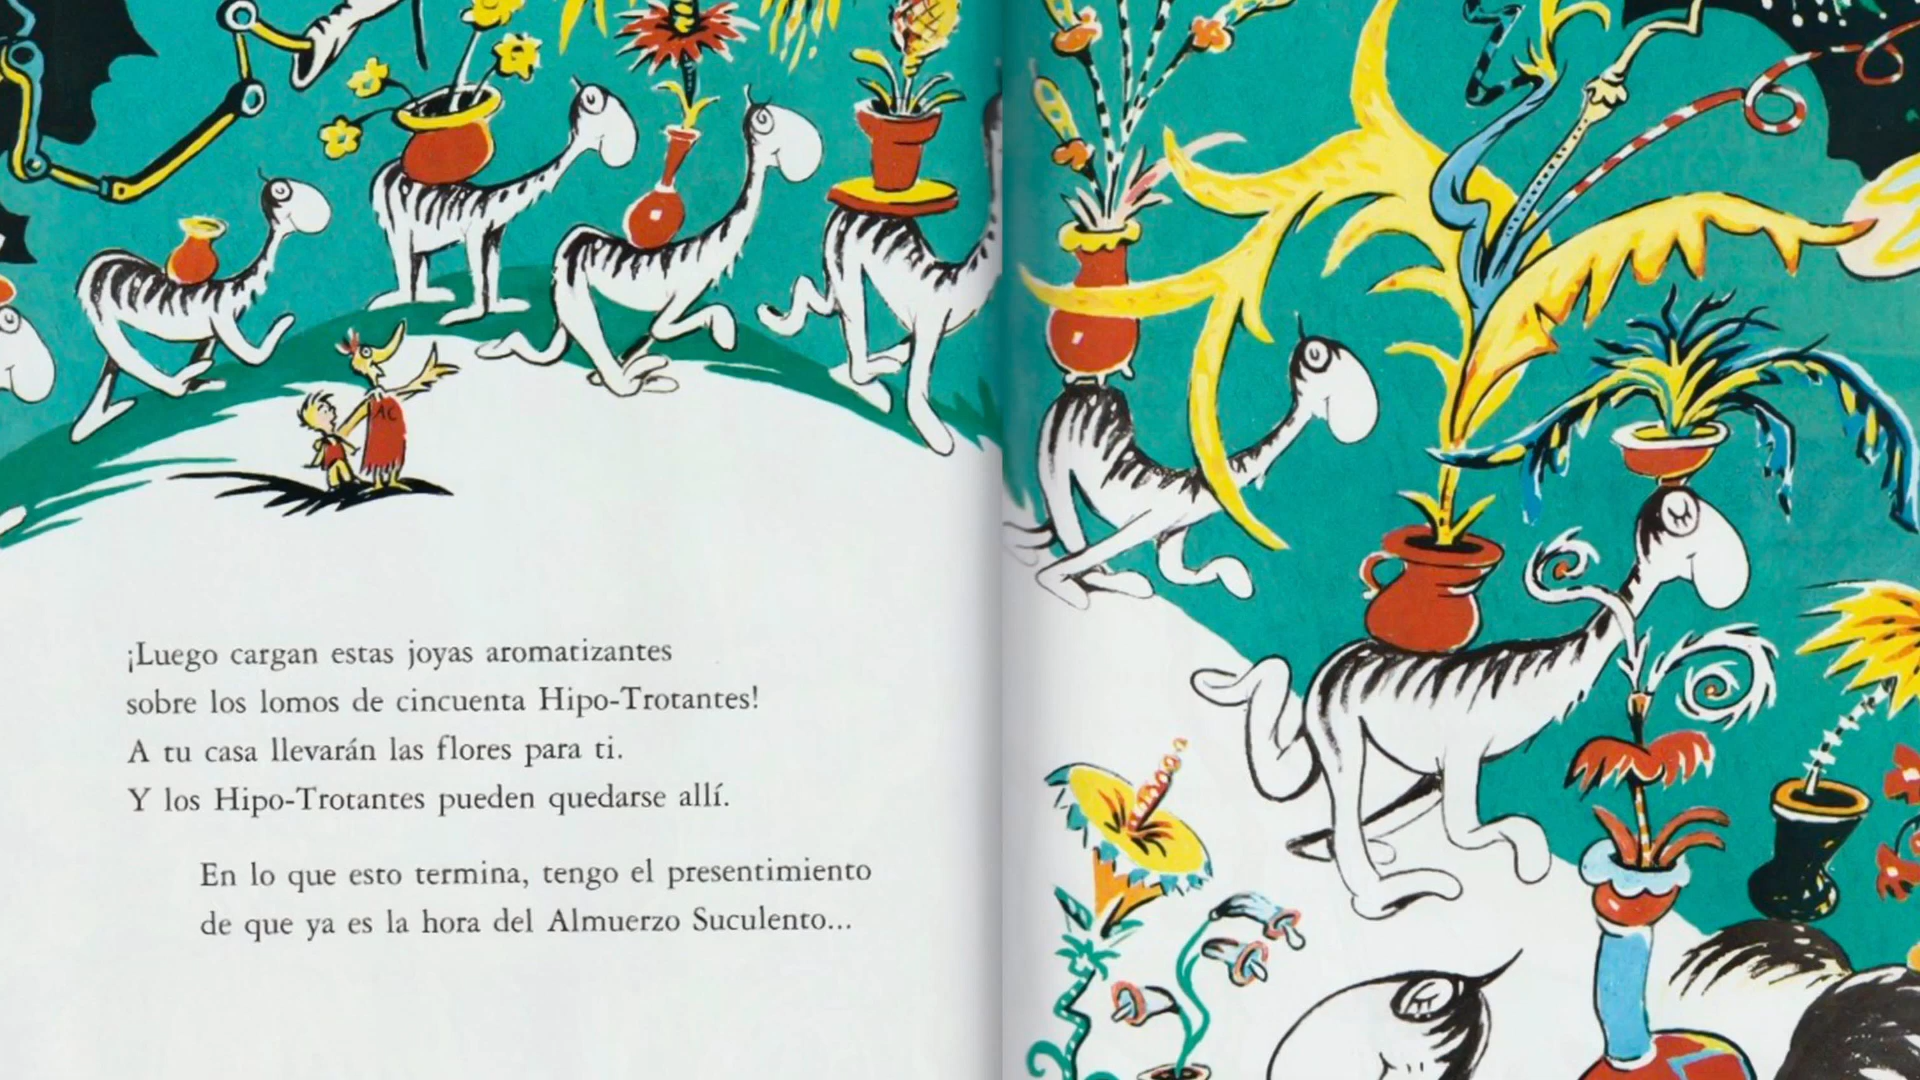 AC
¡Luego cargan estas joyas aromatizantes
sobre los lomos de cincuenta Hipo-Trotantes!
A tu casa llevarán las flores para ti.
Y los Hipo-Trotantes pueden quedarse allí.
En lo que esto termina, tengo el presentimiento
de que ya es la hora del Almuerzo Suculento...